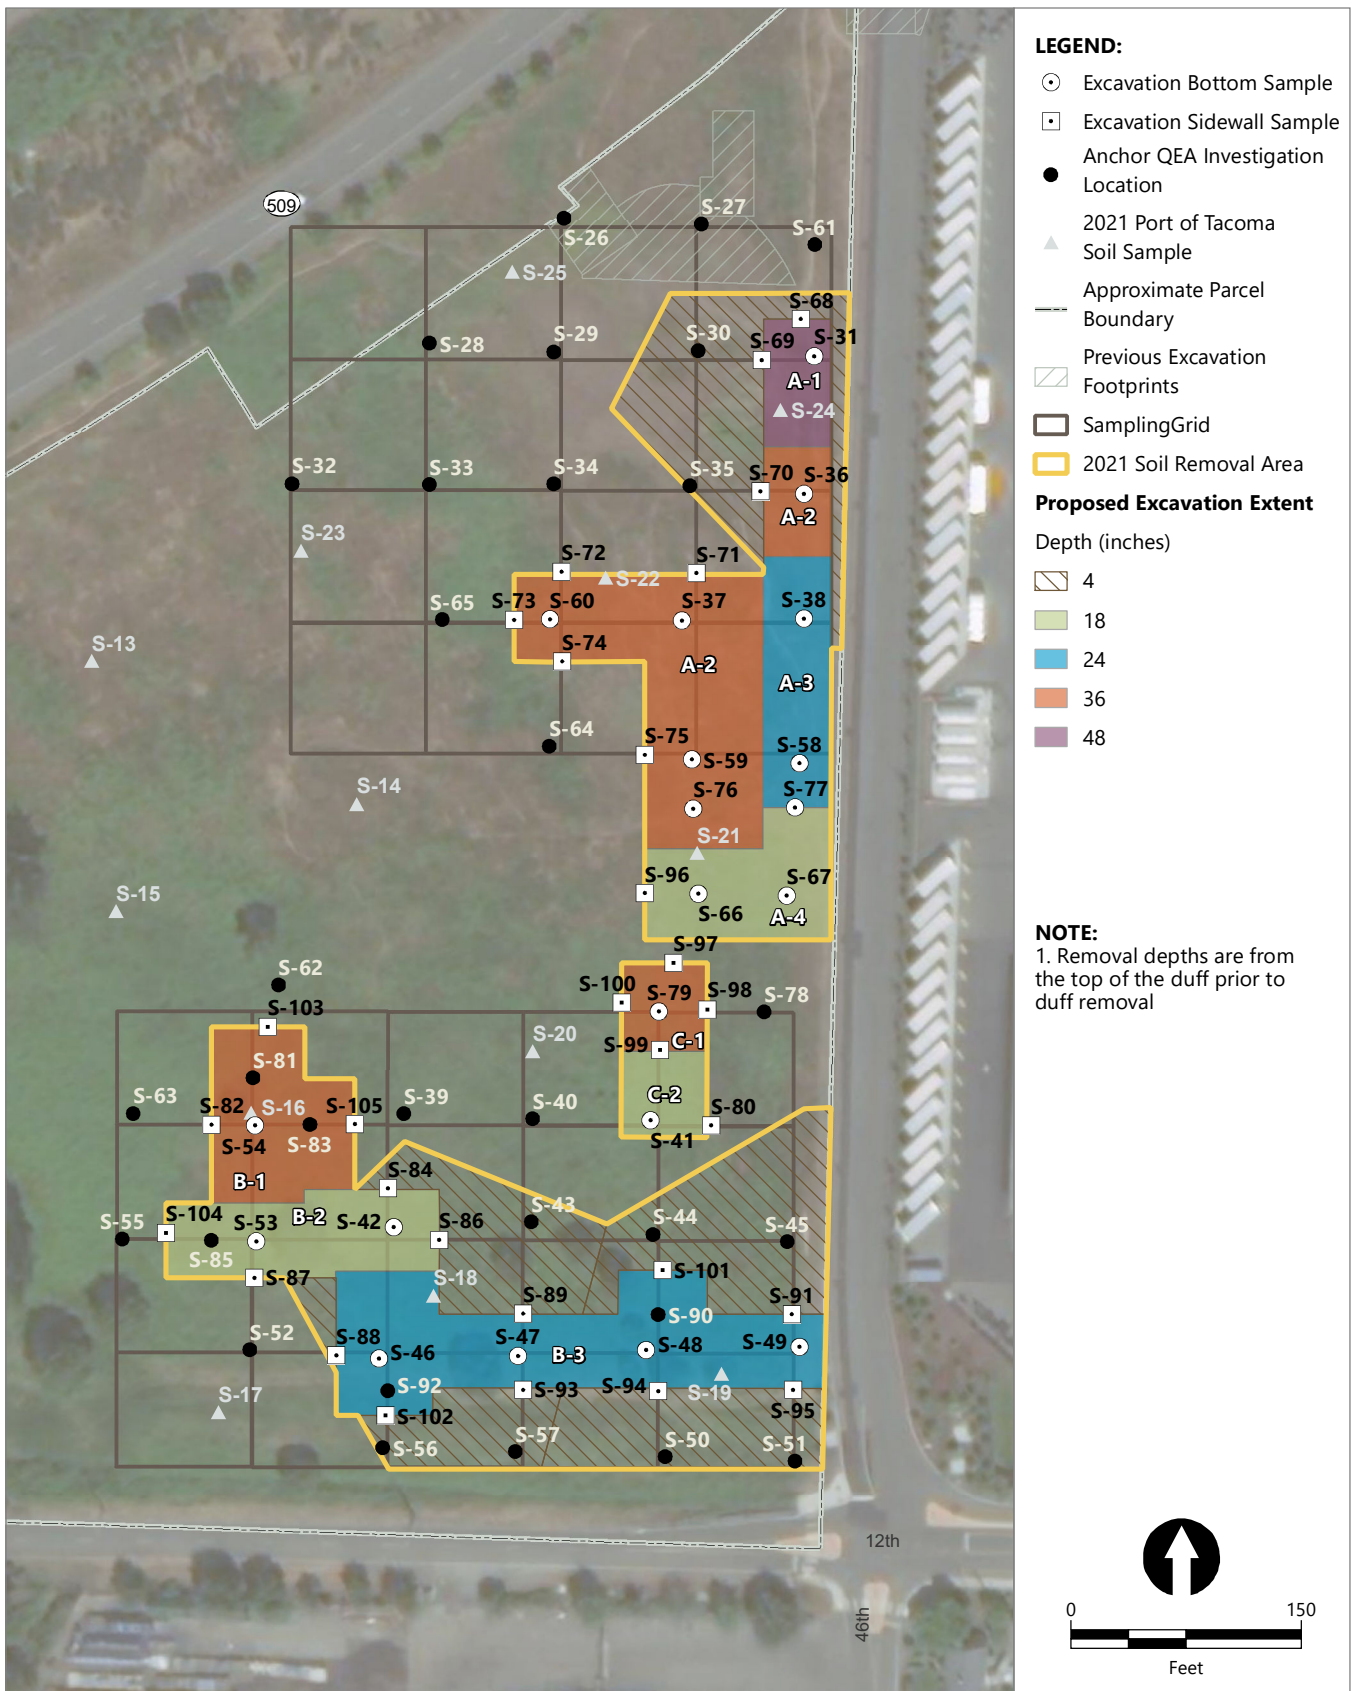 LEGEND:
Excavation Bottom Sample
Excavation Sidewall Sample
Anchor QEA Investigation
Location
2021 Port of Tacoma
Soil Sample
Approximate Parcel
Boundary
Previous Excavation
Footprints
SamplingGrid
2021 Soil Removal Area
Proposed Excavation Extent
Depth (inches)
4
18
24
36
48
NOTE:
1. Removal depths are from
the top of the duff prior to
duff removal
0 150
Feet
509
S-27
S-61
S-26
S-25
S-68
S-28
S-29
S-30
S-69
S-31
A-1
S-24
S-32
S-33
S-34
S-35
S-70
S-36
A-2
S-23
S-72
S-71
S-22
S-65
S-73
S-60
S-37
S-38
S-13
S-74
A-2
A-3
S-64
S-75
S-59
S-58
S-14
S-76
S-77
S-21
S-15
S-96
S-66
S-67
A-4
S-97
S-62
S-103
S-100
S-79
S-98
S-78
S-20
S-99
C-1
S-81
C-2
S-63
S-82
S-16
S-105
S-39
S-40
S-80
S-54
S-83
S-41
B-1
S-84
S-104
B-2
S-55
S-53
S-42
S-86
S-43
S-44
S-45
S-85
S-87
S-18
S-101
S-89
S-91
S-90
S-52
S-88
S-46
S-47
B-3
S-48
S-49
S-92
S-93
S-94
S-19
S-95
S-17
S-102
S-56
S-57
S-50
S-51
12th
46th